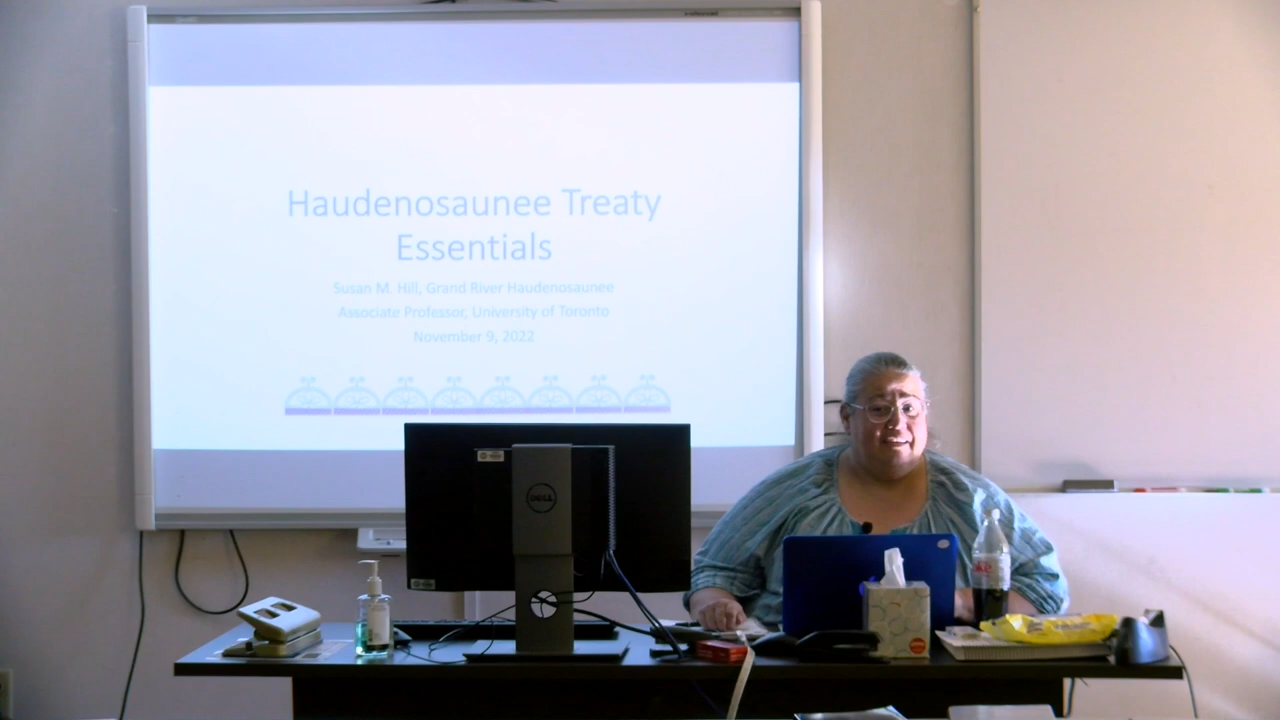 Haudenosaunee Treaty
Essentials
Susan M. Hill, Grand River Haudenosaunee
Associate Professor, University of Toronto
November 9, 2022
DELL